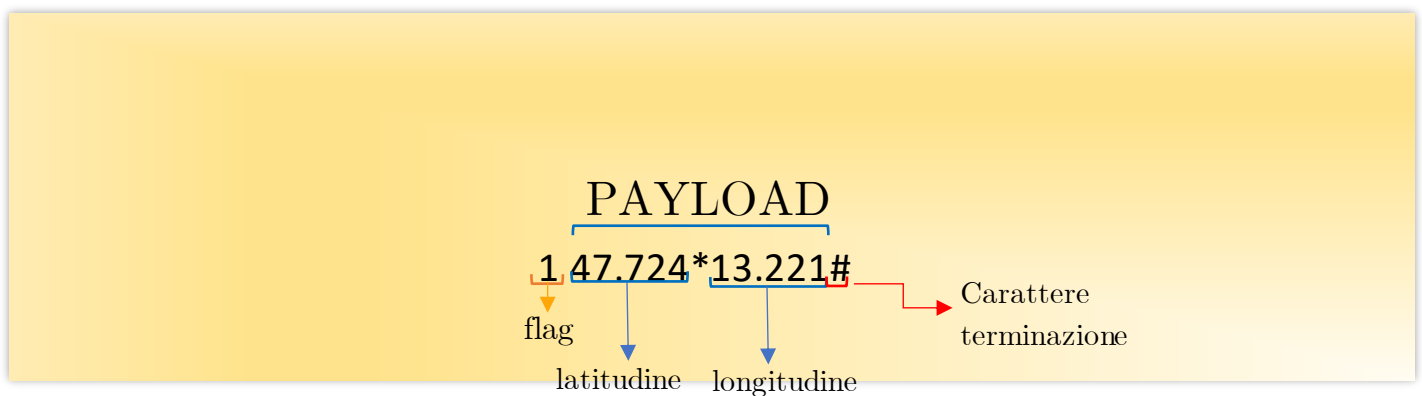 PAYLOAD
1 47.724*13.221#
flag
latitudine
longitudine
Carattere
terminazione